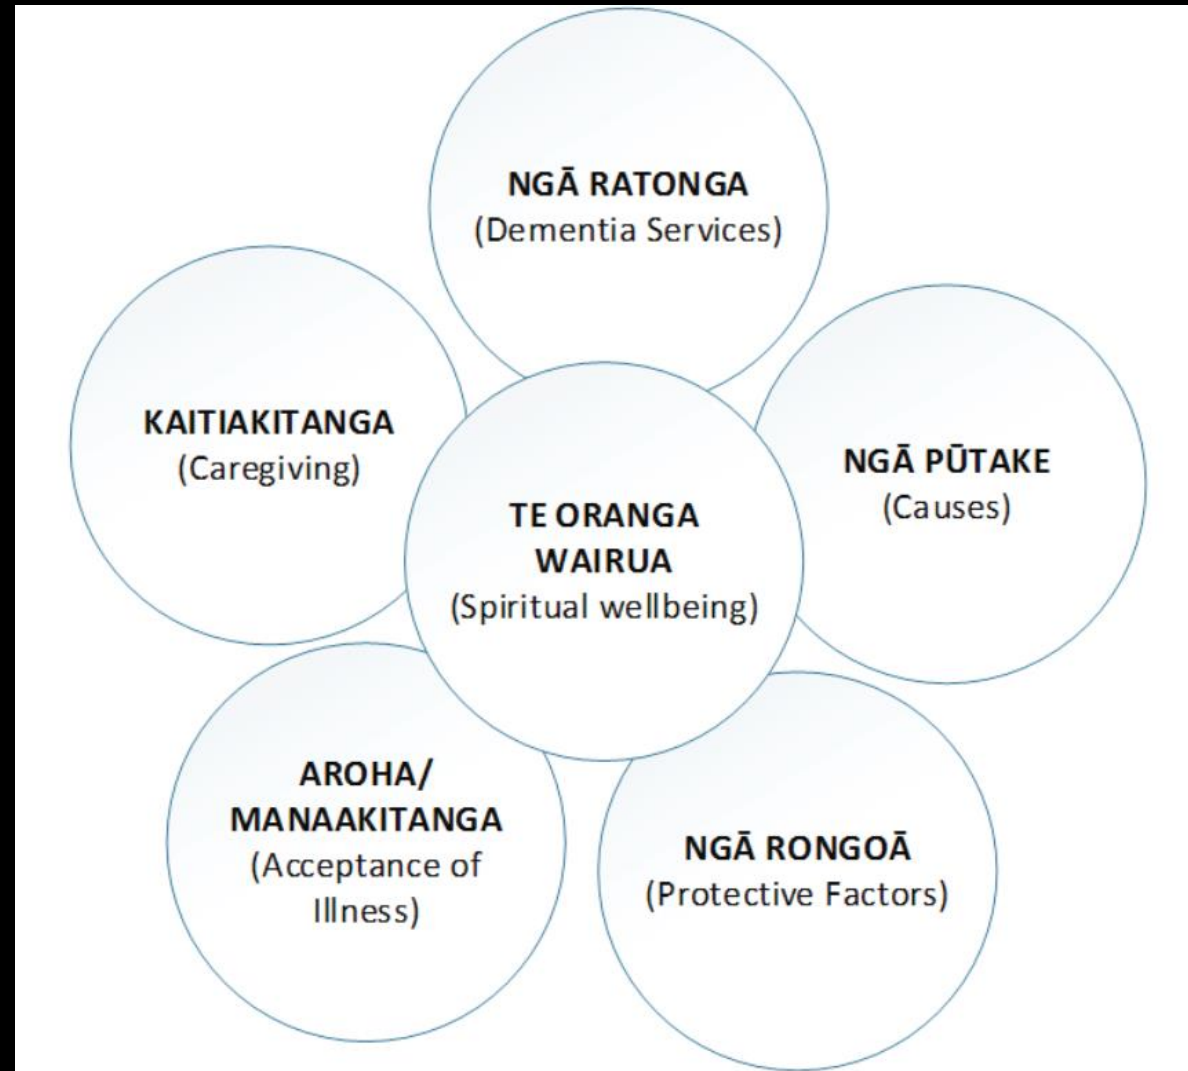 NGĀ RATONGA
(Dementia Services)
KAITIAKITANGA
(Caregiving)
NGĀ PŪTAKE
(Causes)
TE ORANGA
WAIRUA
(Spiritual wellbeing)
AROHA/
MANAAKITANGA
(Acceptance of
Illness)
NGĀ RONGOĀ
(Protective Factors)